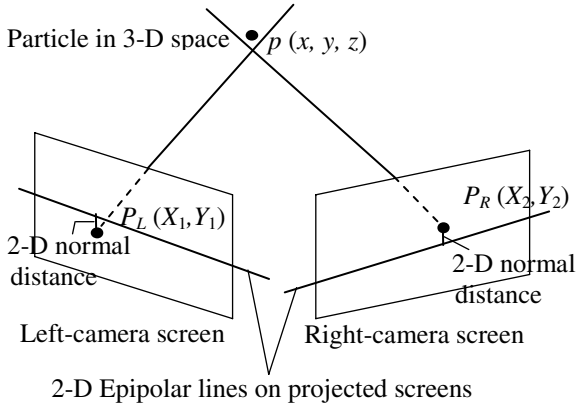 Particle in 3-D space
p (x, y, z)
P_L (X_1,Y_1)
P_R (X_2,Y_2)
2-D normal
distance
2-D normal
distance
Left-camera screen
Right-camera screen
2-D Epipolar lines on projected screens